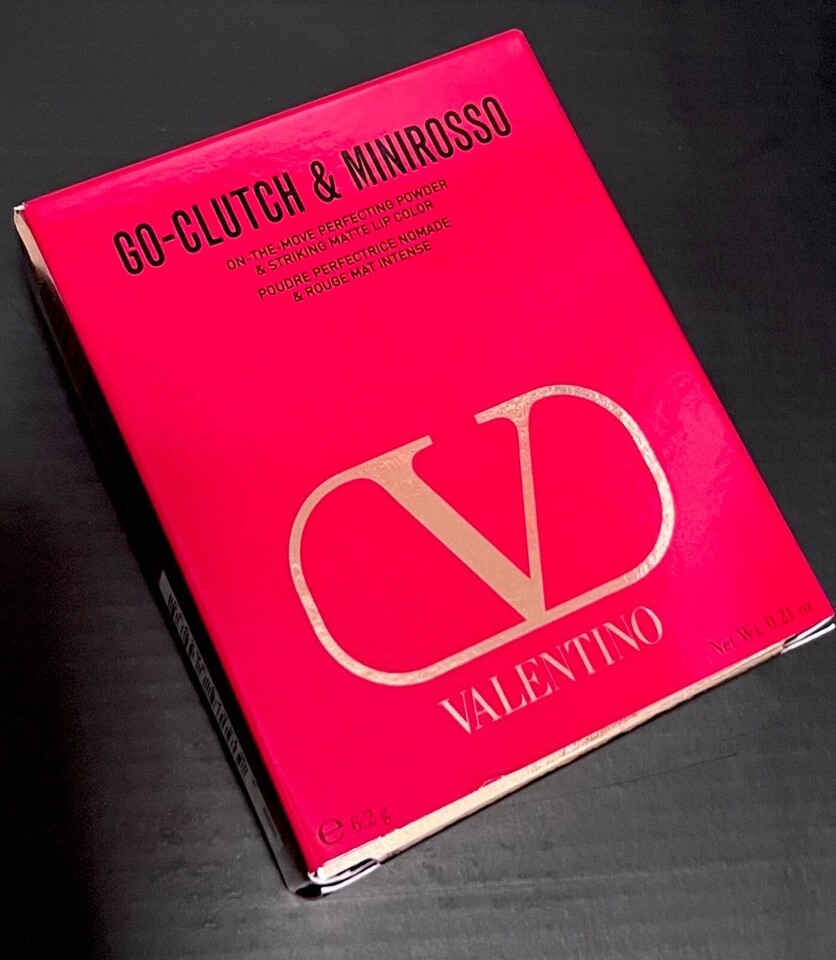 GO-CLUTCH & MINIROSSO
ON-THE-MOVE PERFECTING POWDER
& STRIKING MATTE LIP COLOR
POUDRE PERFECTRICE NOMADE
& ROUGE MAT INTENSE
V
VALENTINO
Net Wt. 0.21 oz.
℮ 6.2 g